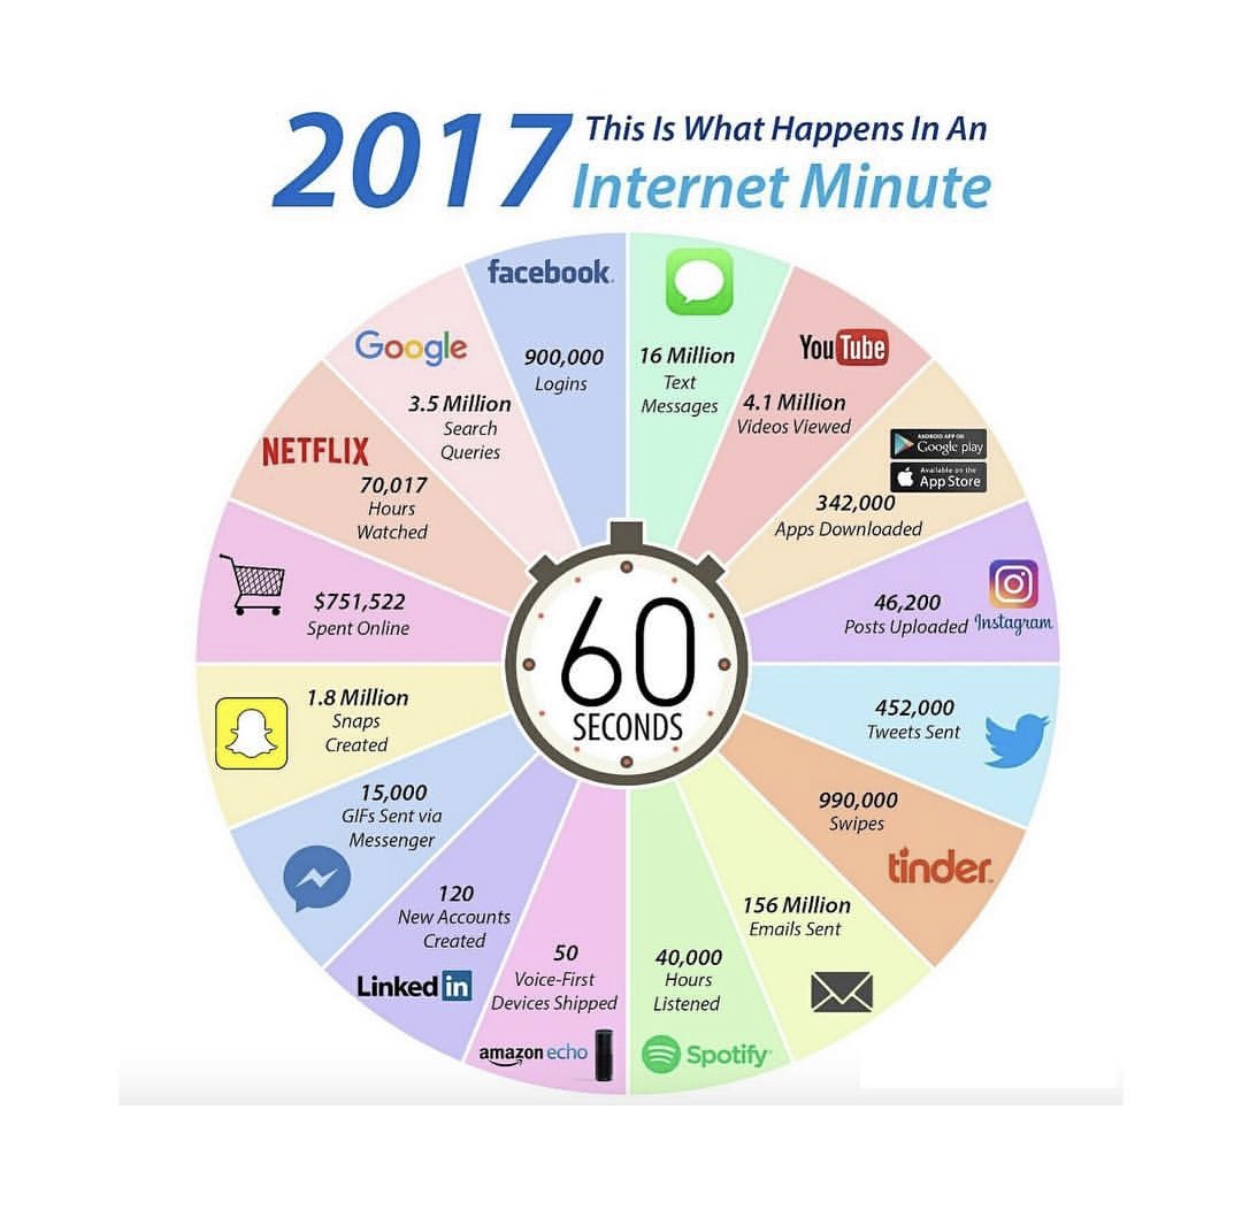 2017
This Is What Happens In An
Internet Minute
facebook.
900,000
Logins
16 Million
Text
Messages
YouTube
4.1 Million
Videos Viewed
ANDROID APP ON
Google play
Available on the
App Store
342,000
Apps Downloaded
46,200
Posts Uploaded
Instagram
452,000
Tweets Sent
990,000
Swipes
tinder.
156 Million
Emails Sent
40,000
Hours
Listened
Spotify
50
Voice-First
Devices Shipped
amazon echo
120
New Accounts
Created
Linked in
15,000
GIFs Sent via
Messenger
1.8 Million
Snaps
Created
$751,522
Spent Online
NETFLIX
70,017
Hours
Watched
Google
3.5 Million
Search
Queries
60
SECONDS